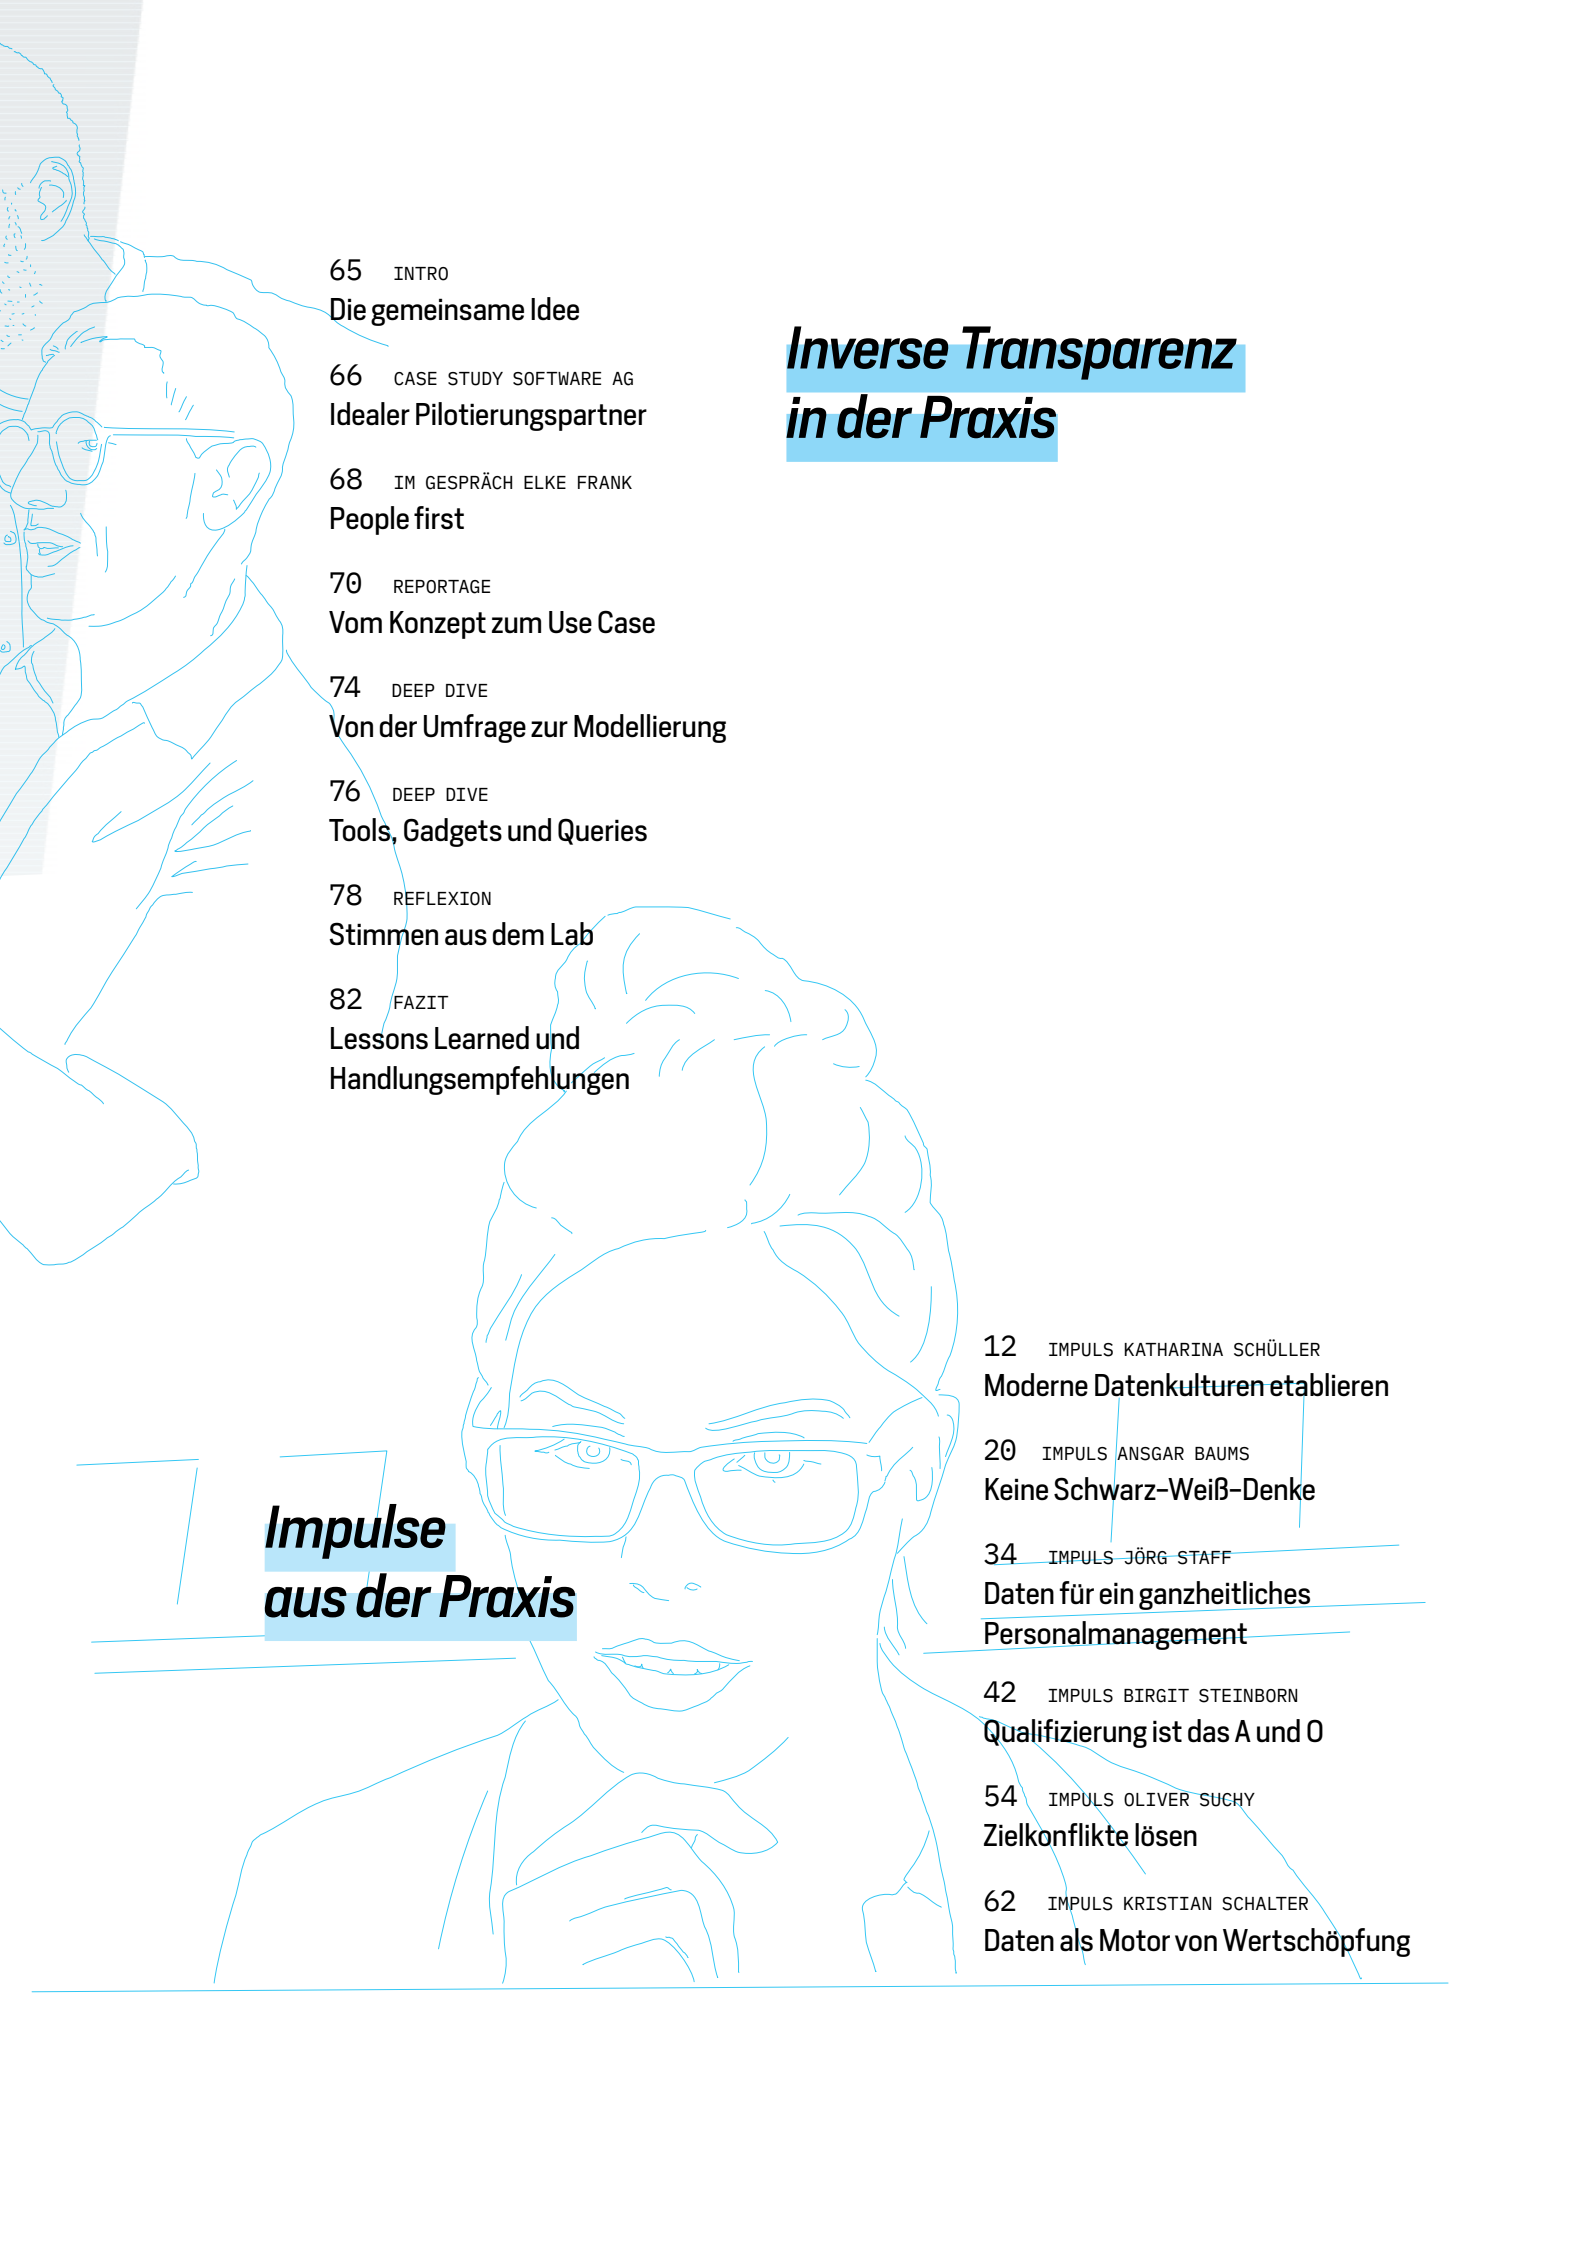 Inverse Transparenz
in der Praxis
65 INTRO
Die gemeinsame Idee
66 CASE STUDY SOFTWARE AG
Idealer Pilotierungspartner
68 IM GESPRÄCH ELKE FRANK
People first
70 REPORTAGE
Vom Konzept zum Use Case
74 DEEP DIVE
Von der Umfrage zur Modellierung
76 DEEP DIVE
Tools, Gadgets und Queries
78 REFLEXION
Stimmen aus dem Lab
82 FAZIT
Lessons Learned und
Handlungsempfehlungen
Impulse
aus der Praxis
12 IMPULS KATHARINA SCHÜLLER
Moderne Datenkulturen etablieren
20 IMPULS ANSGAR BAUMS
Keine Schwarz-Weiß-Denke
34 IMPULS JÖRG STAFF
Daten für ein ganzheitliches
Personalmanagement
42 IMPULS BIRGIT STEINBORN
Qualifizierung ist das A und O
54 IMPULS OLIVER SUCHY
Zielkonflikte lösen
62 IMPULS KRISTIAN SCHALTER
Daten als Motor von Wertschöpfung